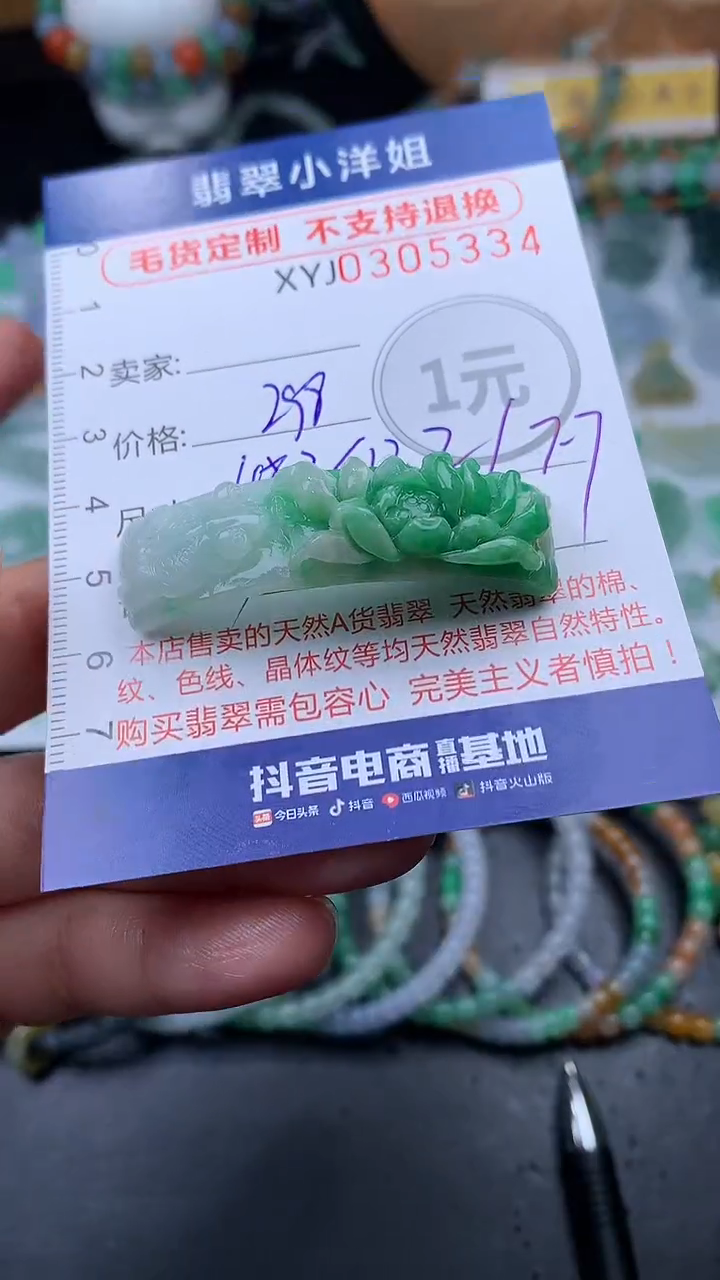 翡翠小洋姐
毛货定制 不支持退换
XYJ0305334
0
1
2
3
4
5
6
7
1元
卖家:
价格: 298
尺
本店售卖的天然A货翡翠 天然翡翠的棉、
纹、色线、晶体纹等均天然翡翠自然特性。
购买翡翠需包容心 完美主义者慎拍！
抖音电商直播基地
头条 今日头条 抖音 西瓜视频 抖音火山版